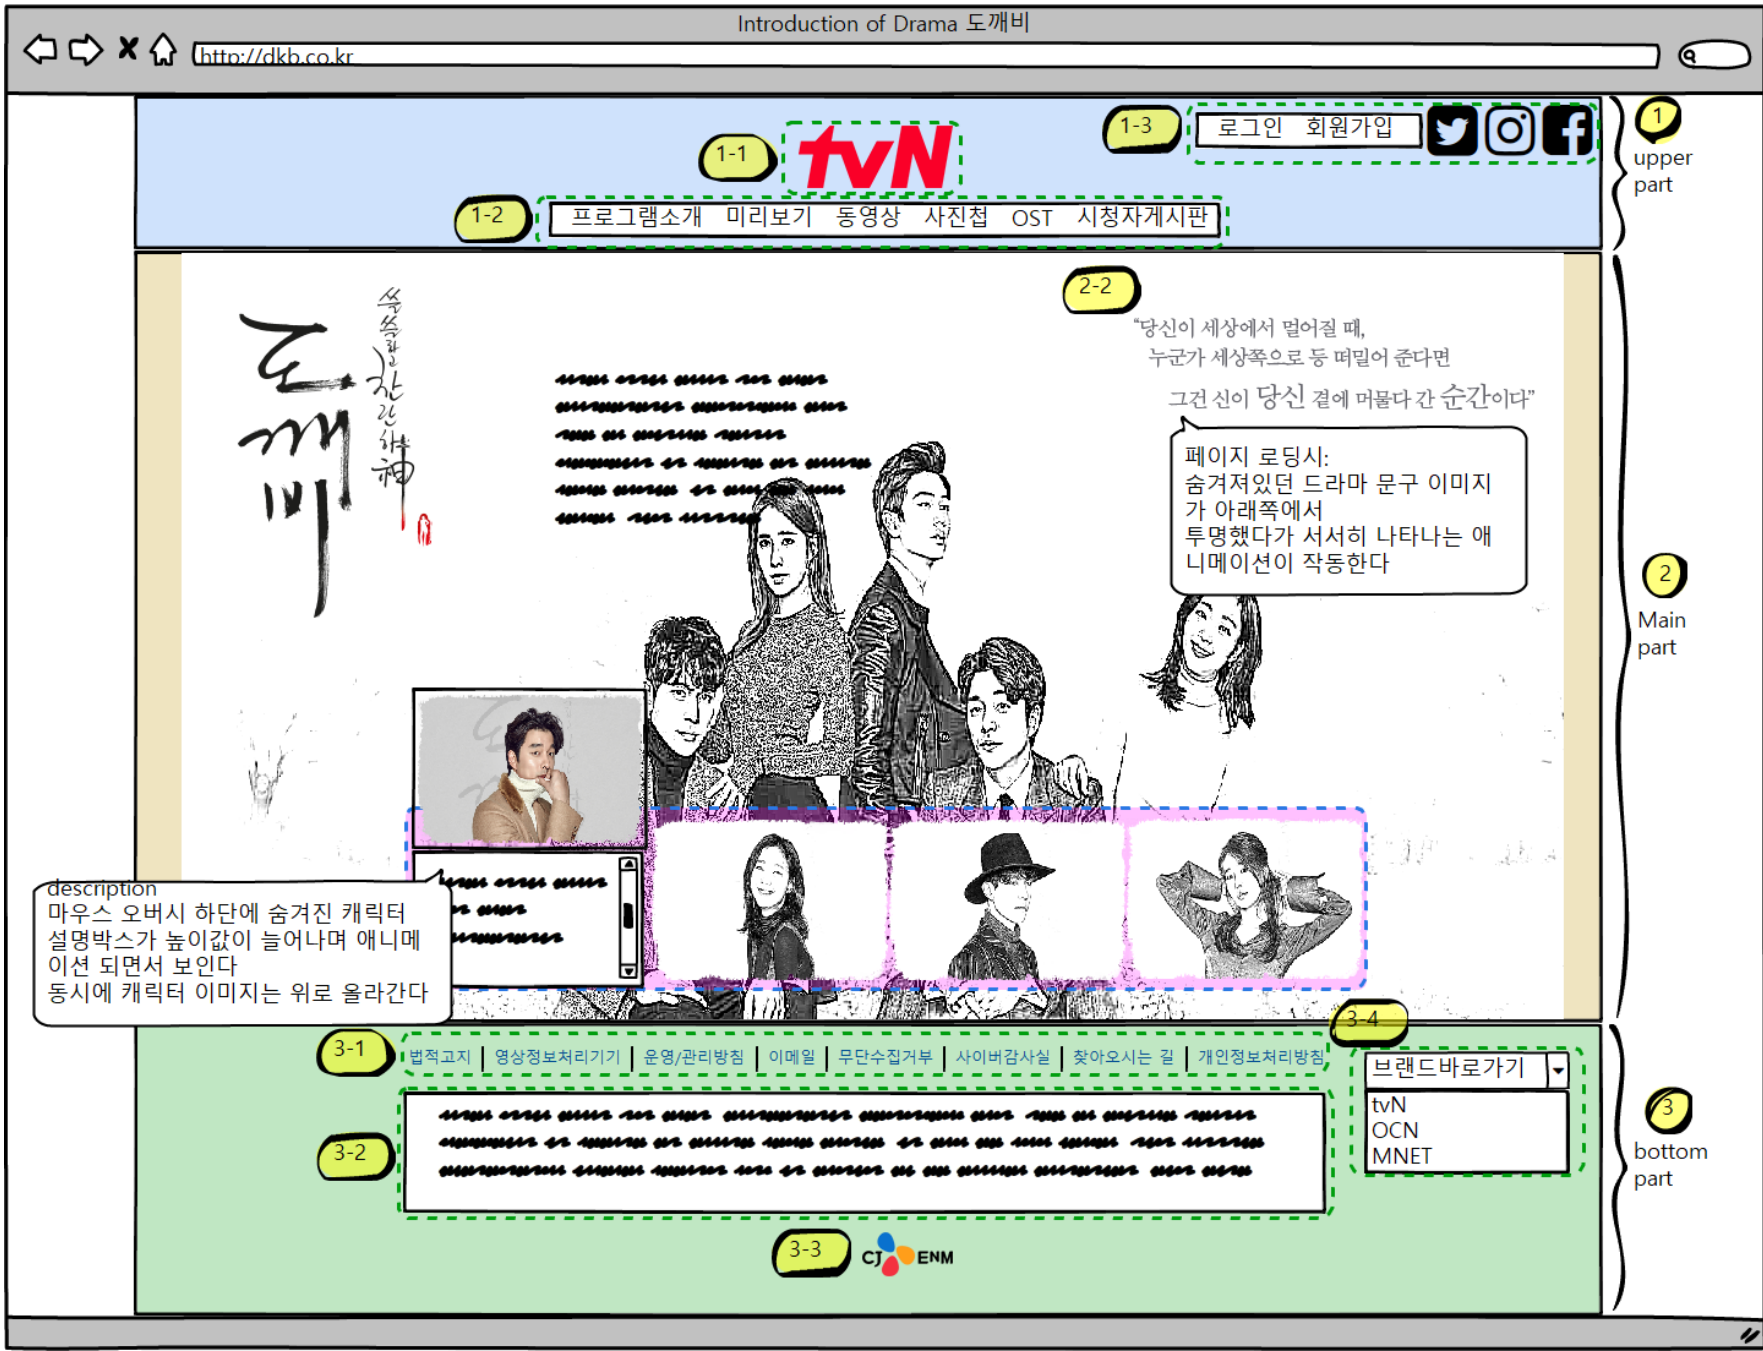 Introduction of Drama 도깨비
http://dkb.co.kr
1-1
tvN
1-3
로그인 회원가입
1
upper
part
1-2
프로그램소개 미리보기 동영상 사진첩 OST 시청자게시판
도깨비
쓸쓸하고 찬란하神
2-2
“당신이 세상에서 멀어질 때,
누군가 세상쪽으로 등 떠밀어 준다면
그건 신이 당신 곁에 머물다 간 순간이다”
페이지 로딩시:
숨겨져있던 드라마 문구 이미지
가 아래쪽에서
투명했다가 서서히 나타나는 애
니메이션이 작동한다
2
Main
part
description
마우스 오버시 하단에 숨겨진 캐릭터
설명박스가 높이값이 늘어나며 애니메
이션 되면서 보인다
동시에 캐릭터 이미지는 위로 올라간다
3-1
법적고지 | 영상정보처리기기 | 운영/관리방침 | 이메일 | 무단수집거부 | 사이버감사실 | 찾아오시는 길 | 개인정보처리방침
3-4
브랜드바로가기
tvN
OCN
MNET
3
bottom
part
3-2
3-3
CJ ENM